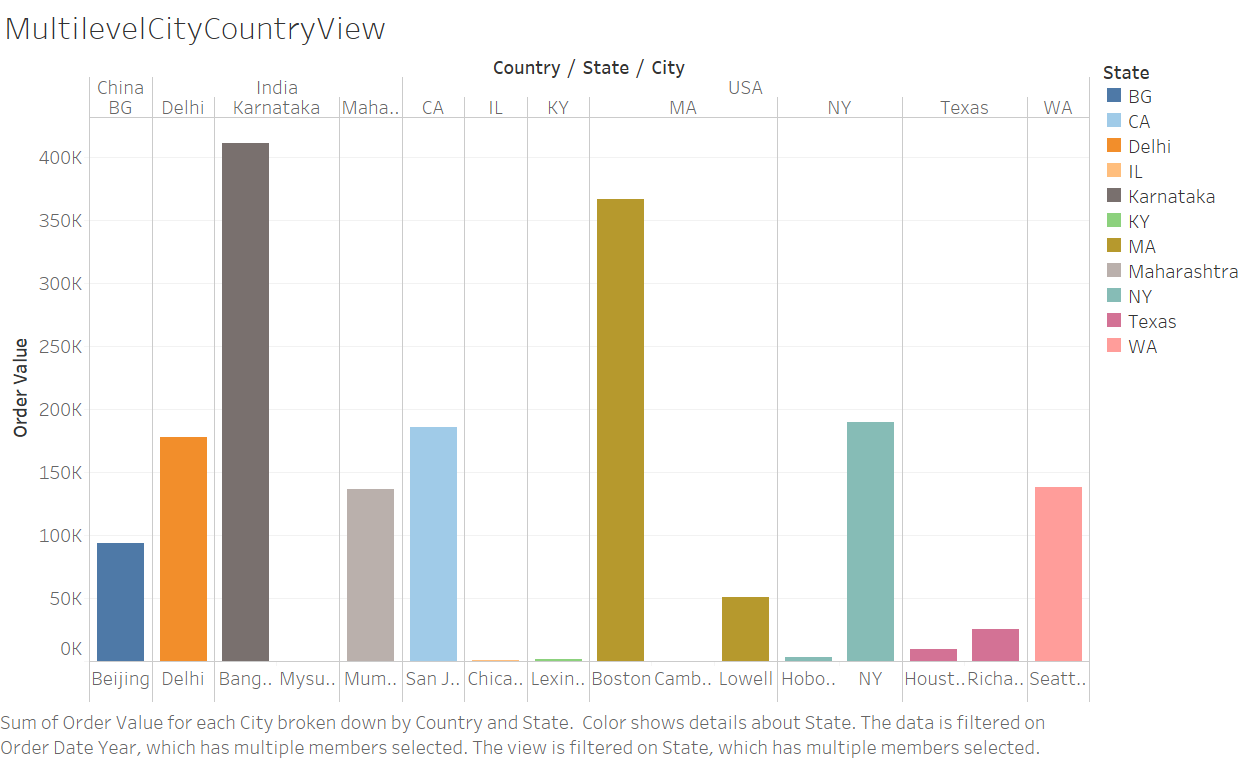 MultilevelCityCountryView
Country / State / City
China India USA
BG Delhi Karnataka Maha.. CA IL KY MA NY Texas WA
Order Value
400K
350K
300K
250K
200K
150K
100K
50K
0K
Beijing Delhi Bang.. Mysu.. Mum.. San J.. Chica.. Lexin.. Boston Camb.. Lowell Hobo.. NY Houst.. Richa.. Seatt..
State
BG
CA
Delhi
IL
Karnataka
KY
MA
Maharashtra
NY
Texas
WA
Sum of Order Value for each City broken down by Country and State. Color shows details about State. The data is filtered on
Order Date Year, which has multiple members selected. The view is filtered on State, which has multiple members selected.